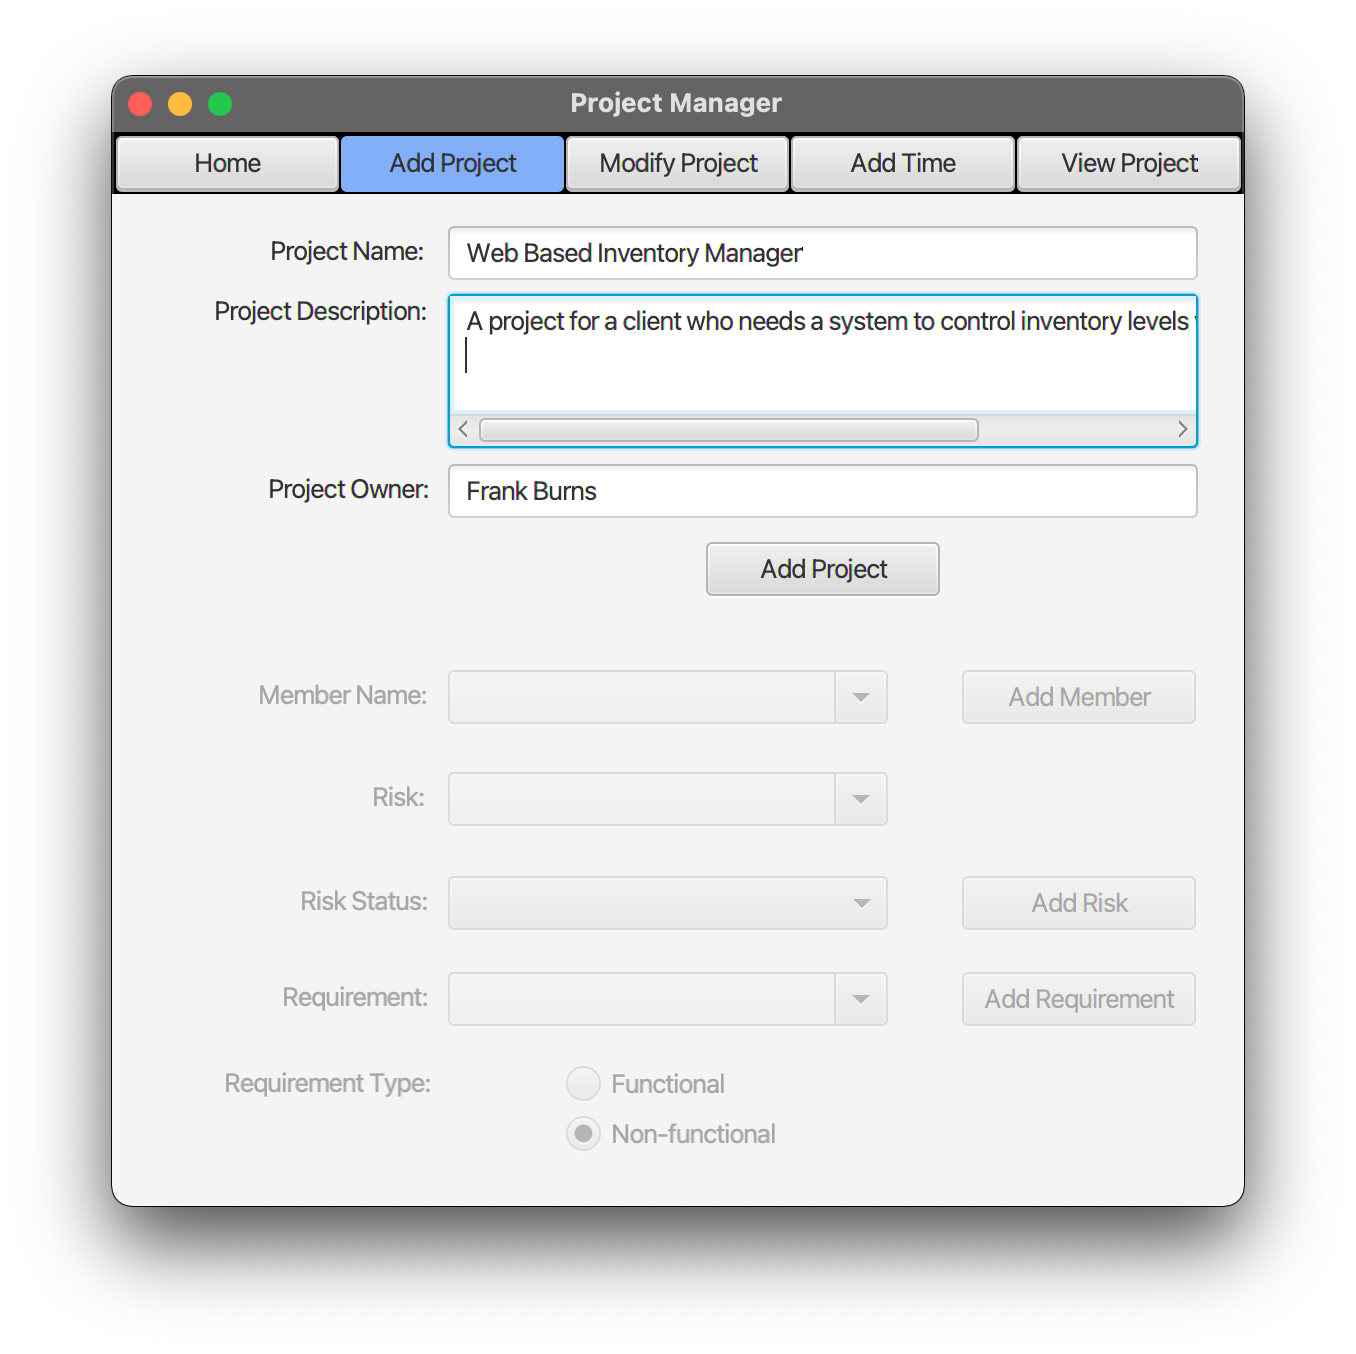 Project Manager
Home Add Project Modify Project Add Time View Project
Project Name: Web Based Inventory Manager
Project Description: A project for a client who needs a system to control inventory levels
Project Owner: Frank Burns
Add Project
Member Name: Add Member
Risk:
Risk Status: Add Risk
Requirement: Add Requirement
Requirement Type: Functional
Non-functional